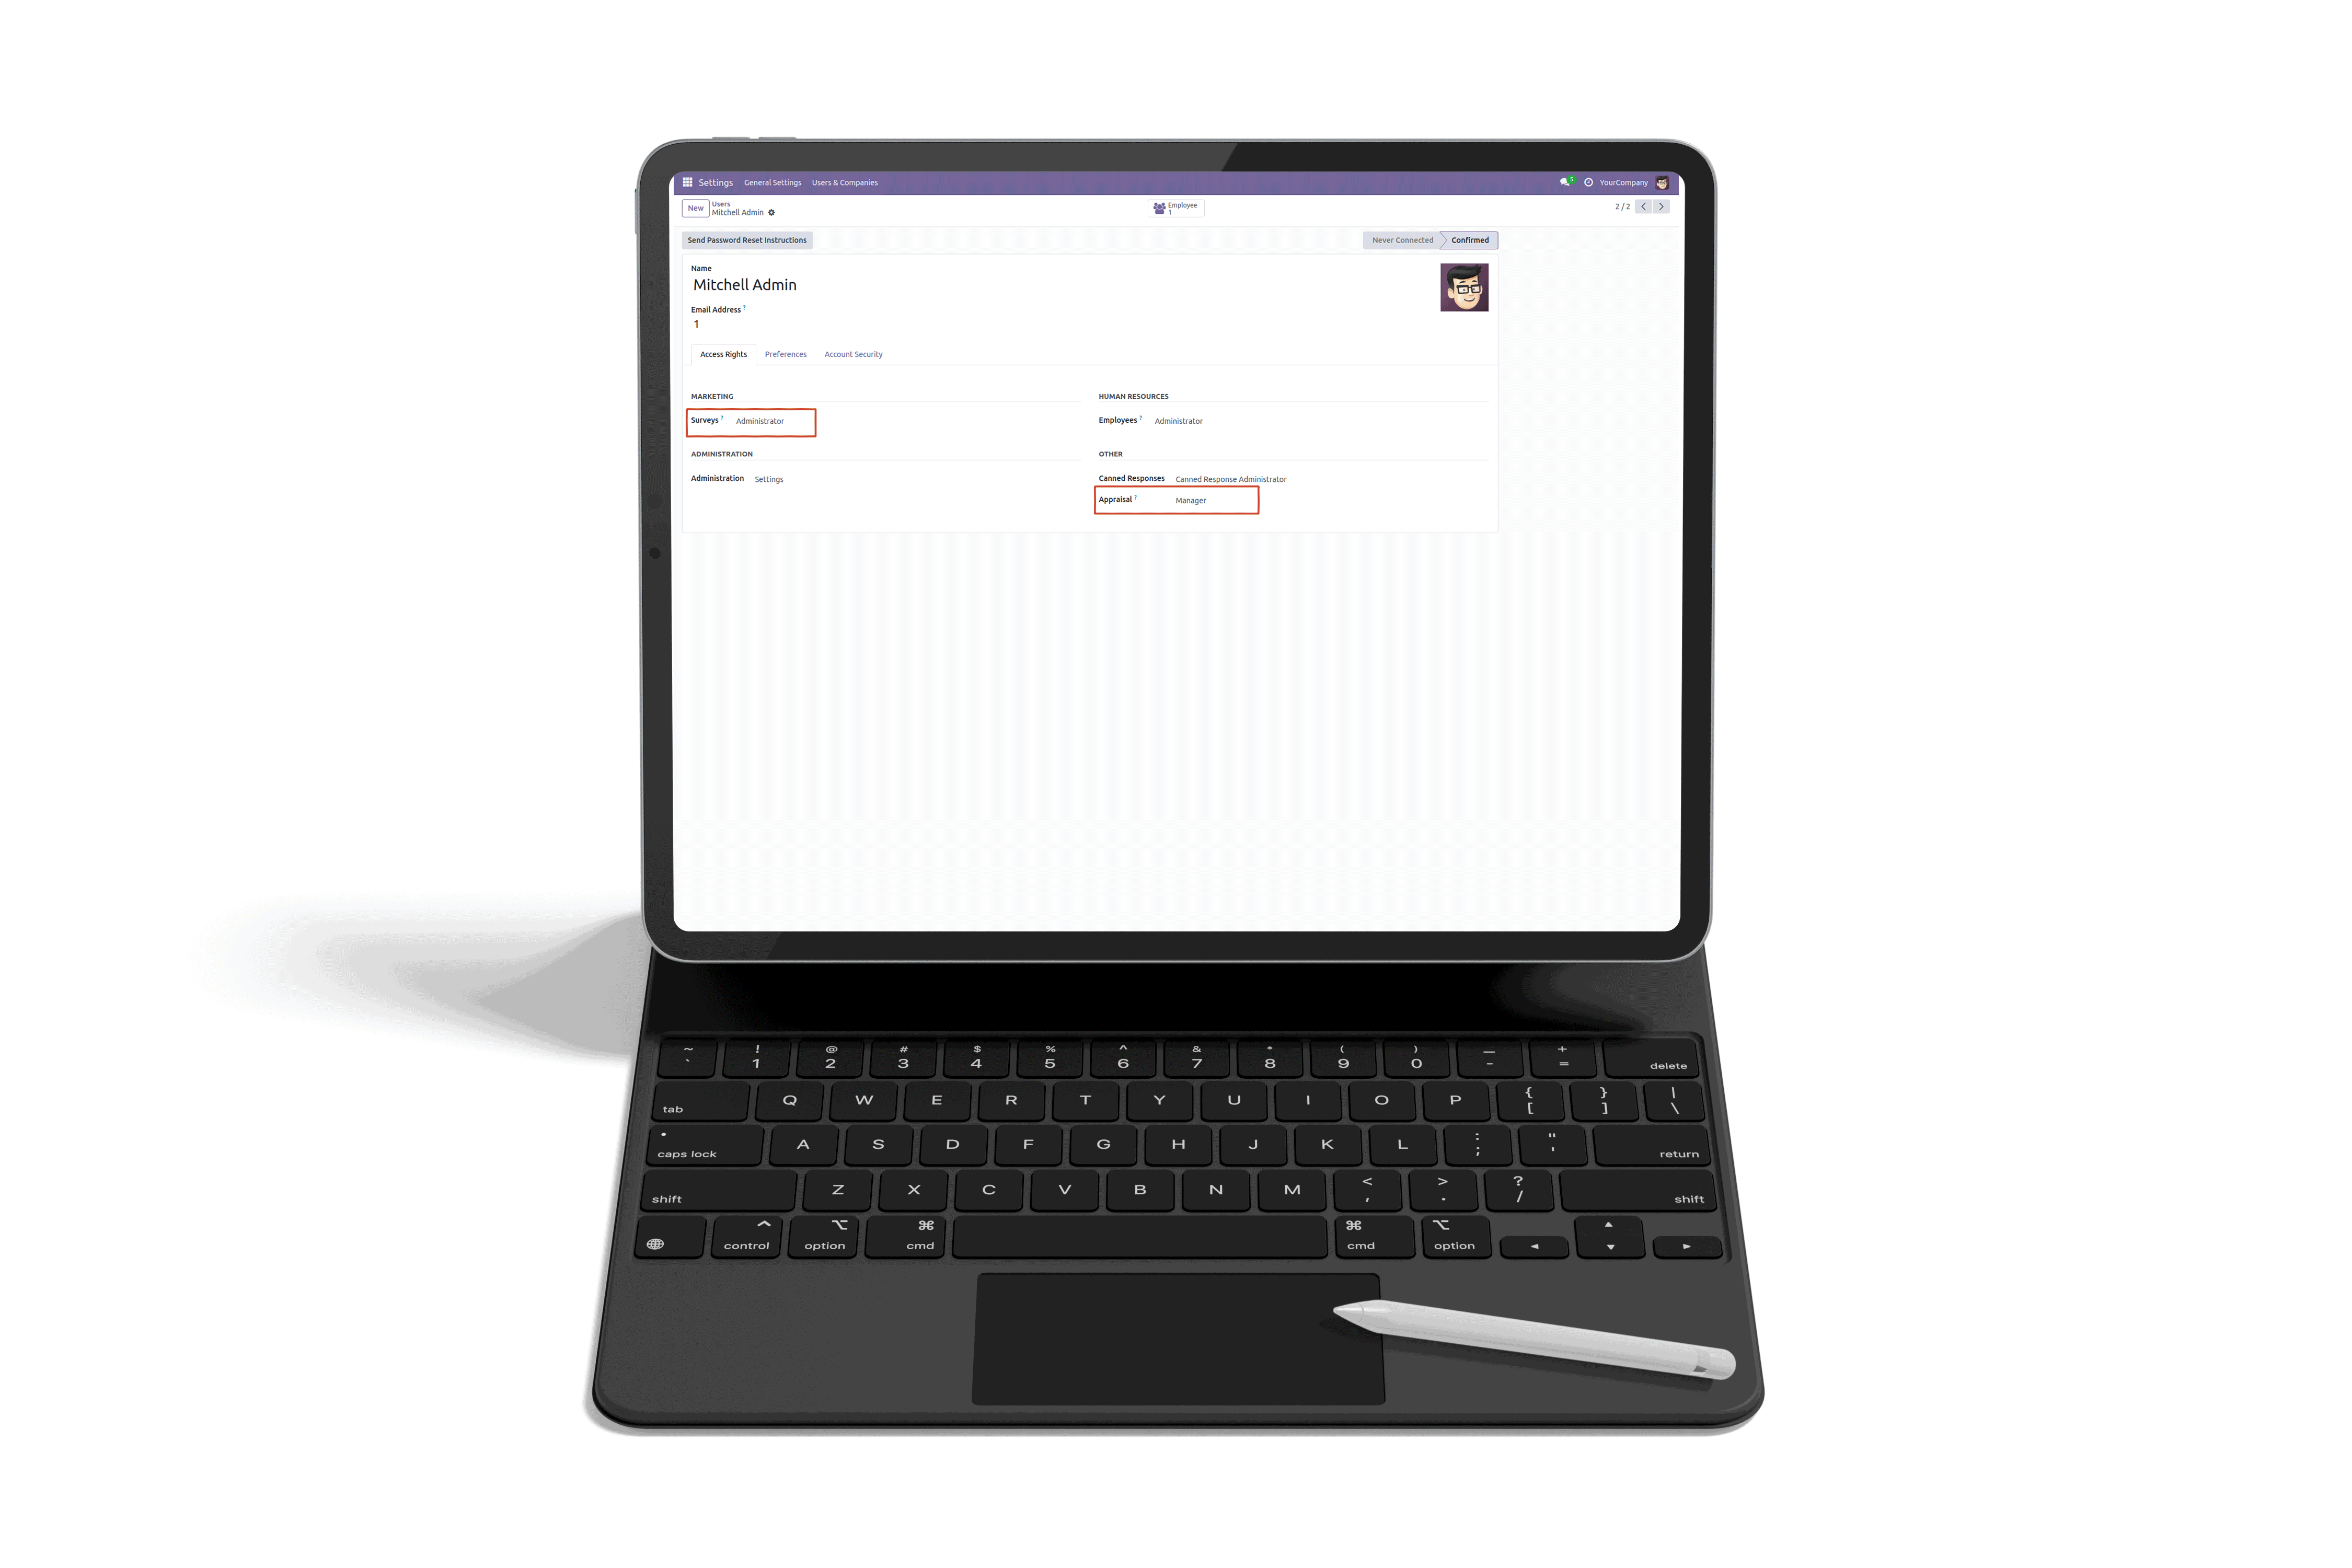 Settings General Settings Users & Companies 5 YourCompany
New Users
Mitchell Admin
Employee
1
2 / 2
Send Password Reset Instructions Never Connected Confirmed
Name
Mitchell Admin
Email Address ?
1
Access Rights Preferences Account Security
MARKETING HUMAN RESOURCES
Surveys ? Administrator Employees ? Administrator
ADMINISTRATION OTHER
Administration Settings Canned Responses Canned Response Administrator
Appraisal ? Manager
~ ! @ # $ % ^ & * ( ) _ +
` 1 2 3 4 5 6 7 8 9 0 - = delete
tab Q W E R T Y U I O P { [ } ] | \
caps lock A S D F G H J K L : ; " ' return
shift Z X C V B N M < , > . ? / shift
control option cmd cmd option